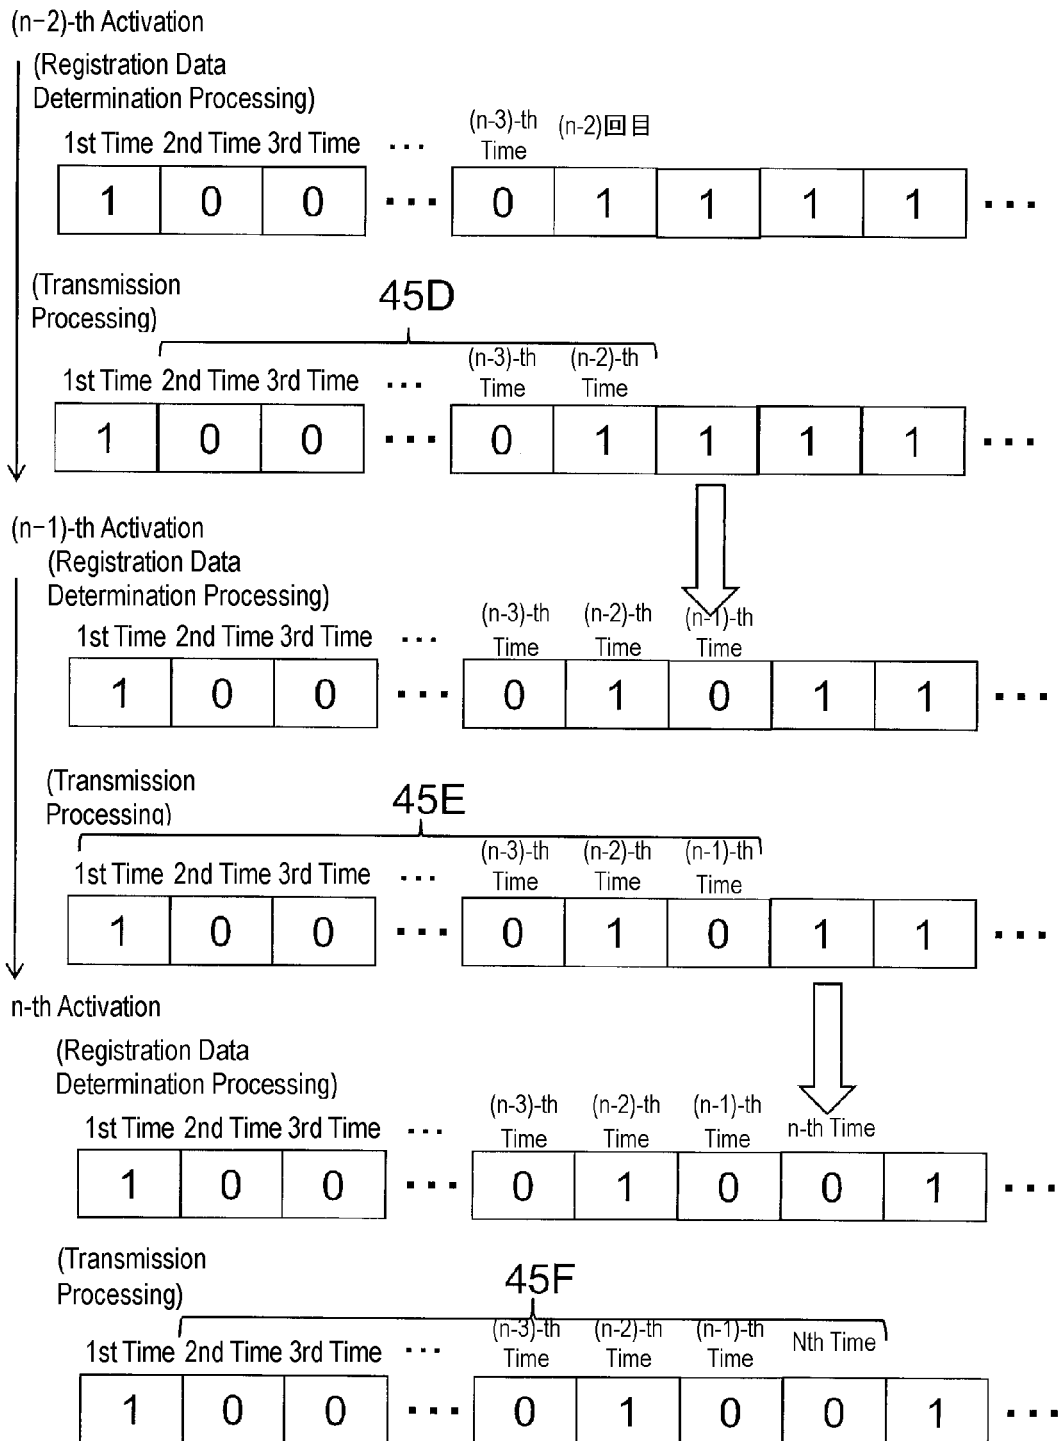 (n−2)-th Activation
(Registration Data
Determination Processing)
1st Time 2nd Time 3rd Time ... (n-3)-th Time (n-2)回目
1 0 0 ... 0 1 1 1 1 ...
(Transmission
Processing)
45D
1st Time 2nd Time 3rd Time ... (n-3)-th Time (n-2)-th Time
1 0 0 ... 0 1 1 1 1 ...
(n−1)-th Activation
(Registration Data
Determination Processing)
1st Time 2nd Time 3rd Time ... (n-3)-th Time (n-2)-th Time (n-1)-th Time
1 0 0 ... 0 1 0 1 1 ...
(Transmission
Processing)
45E
1st Time 2nd Time 3rd Time ... (n-3)-th Time (n-2)-th Time (n-1)-th Time
1 0 0 ... 0 1 0 1 1 ...
n-th Activation
(Registration Data
Determination Processing)
1st Time 2nd Time 3rd Time ... (n-3)-th Time (n-2)-th Time (n-1)-th Time n-th Time
1 0 0 ... 0 1 0 0 1 ...
(Transmission
Processing)
45F
1st Time 2nd Time 3rd Time ... (n-3)-th Time (n-2)-th Time (n-1)-th Time Nth Time
1 0 0 ... 0 1 0 0 1 ...